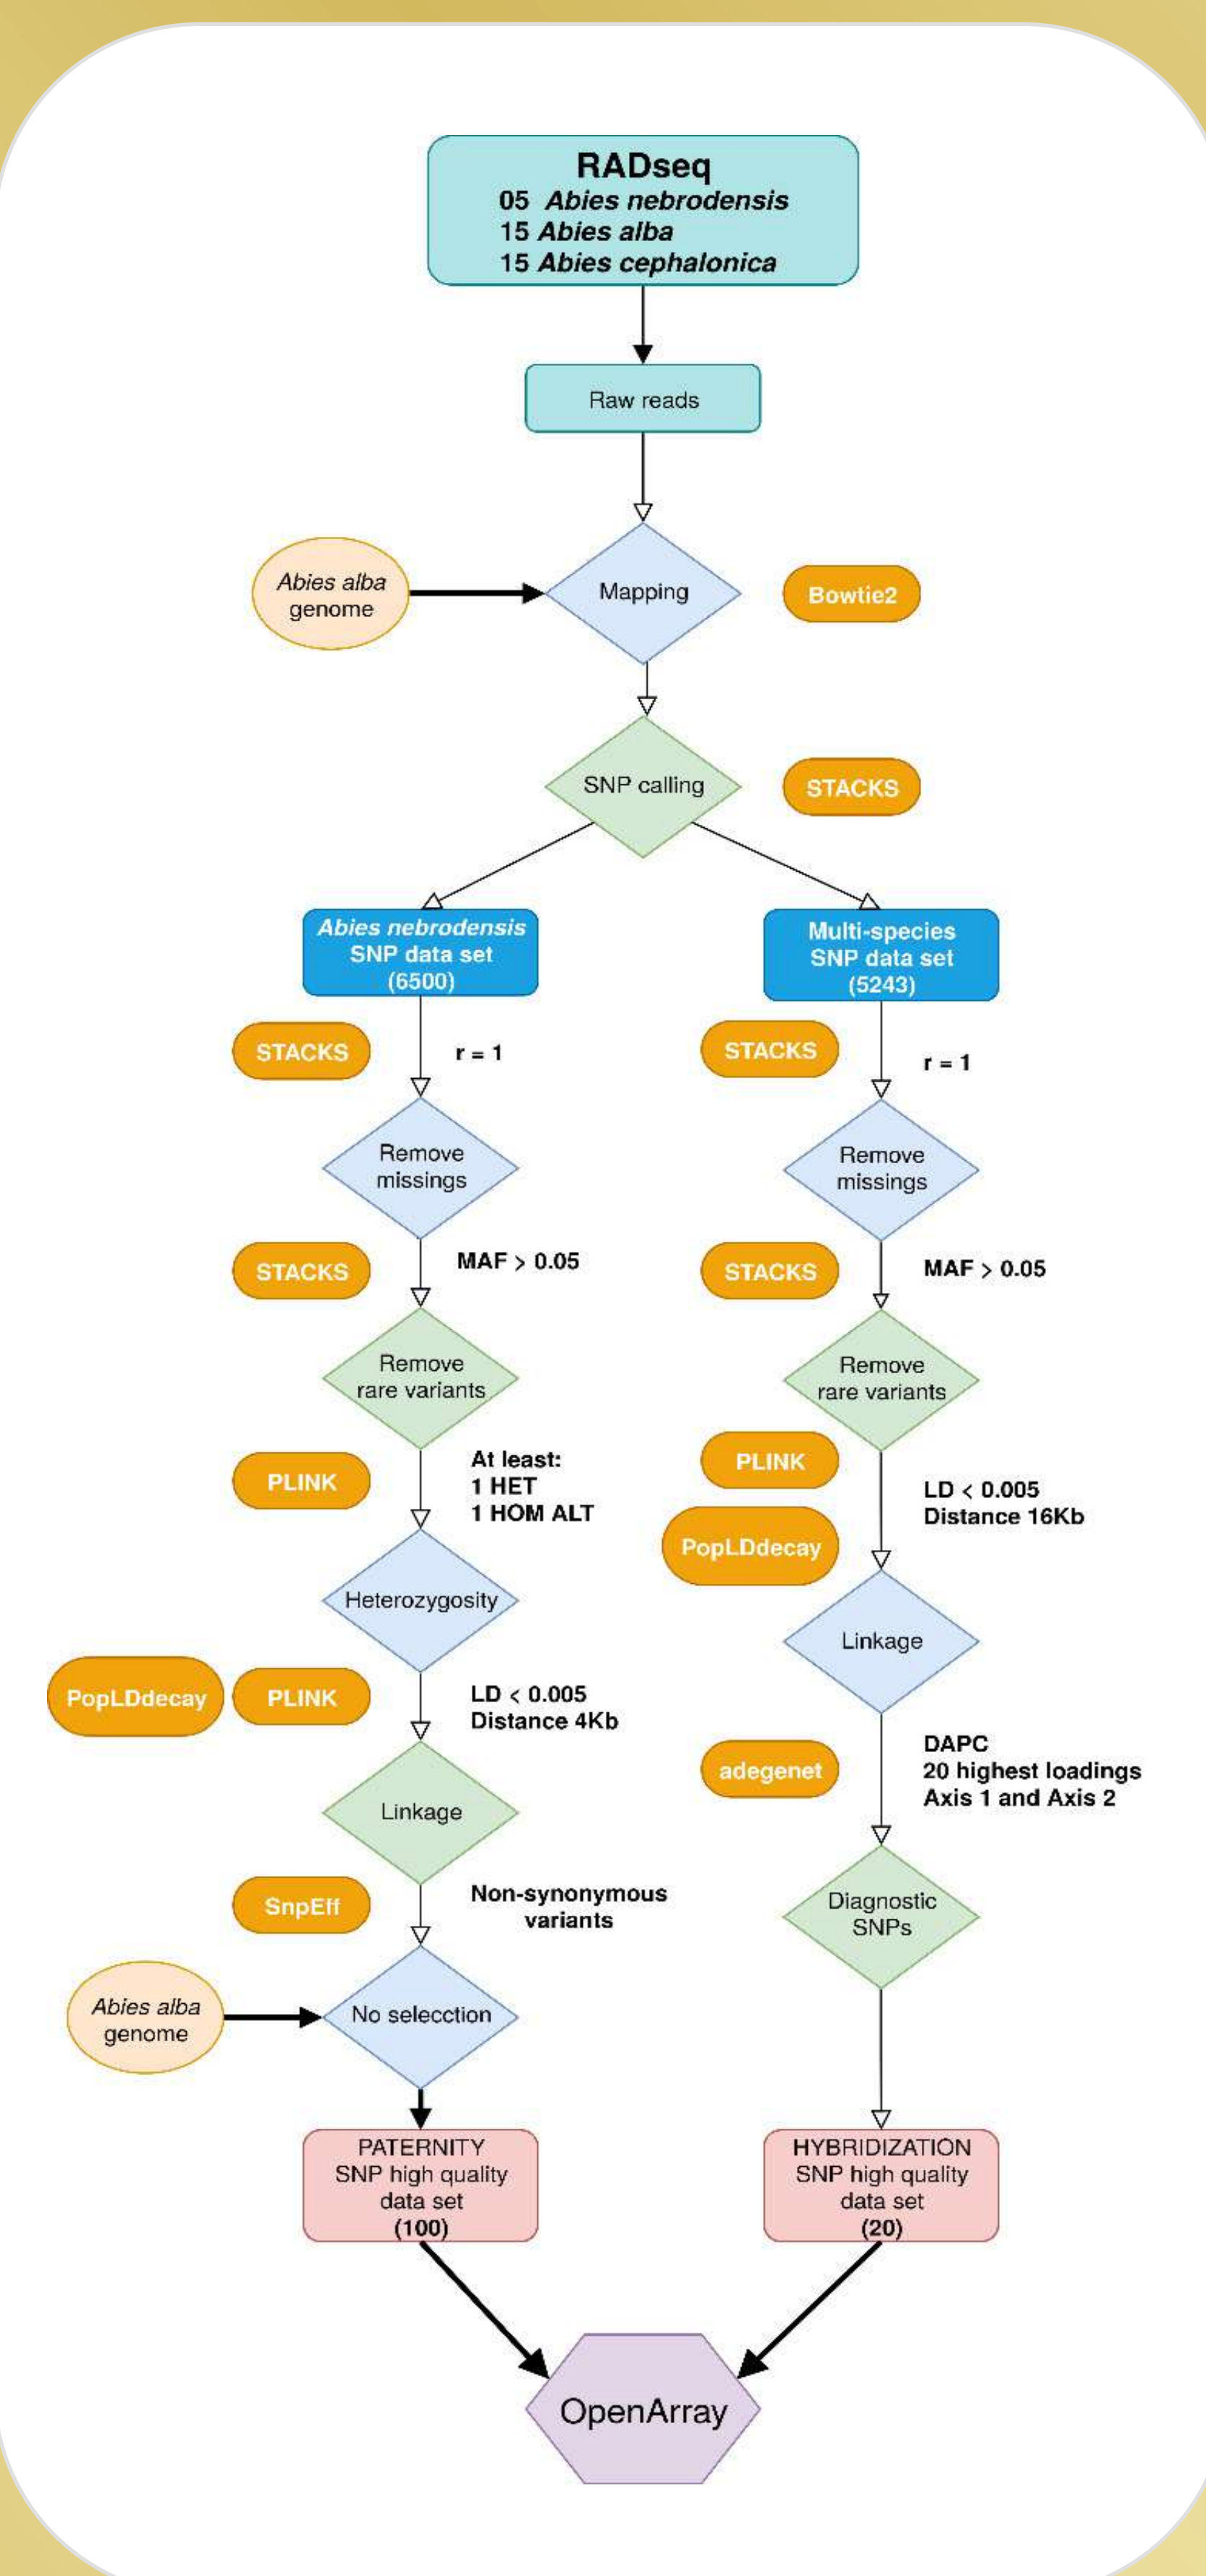 RADseq
05 Abies nebrodensis
15 Abies alba
15 Abies cephalonica
Raw reads
Abies alba
genome
Mapping
Bowtie2
SNP calling
STACKS
Abies nebrodensis
SNP data set
(6500)
Multi-species
SNP data set
(5243)
STACKS
r = 1
STACKS
r = 1
Remove
missings
Remove
missings
STACKS
MAF > 0.05
STACKS
MAF > 0.05
Remove
rare variants
Remove
rare variants
PLINK
At least:
1 HET
1 HOM ALT
PLINK
PopLDdecay
LD < 0.005
Distance 16Kb
Heterozygosity
Linkage
PopLDdecay
PLINK
LD < 0.005
Distance 4Kb
adegenet
DAPC
20 highest loadings
Axis 1 and Axis 2
Linkage
SnpEff
Non-synonymous
variants
Diagnostic
SNPs
Abies alba
genome
No selecction
PATERNITY
SNP high quality
data set
(100)
HYBRIDIZATION
SNP high quality
data set
(20)
OpenArray